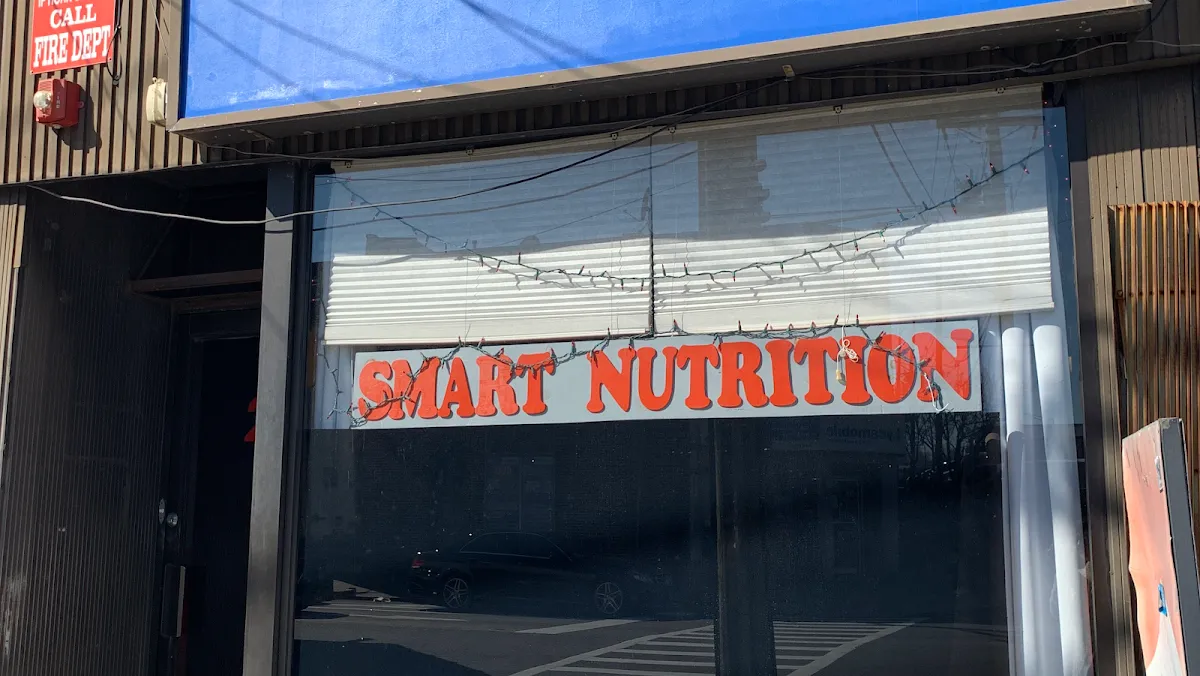 CALL
FIRE DEPT
SMART NUTRITION